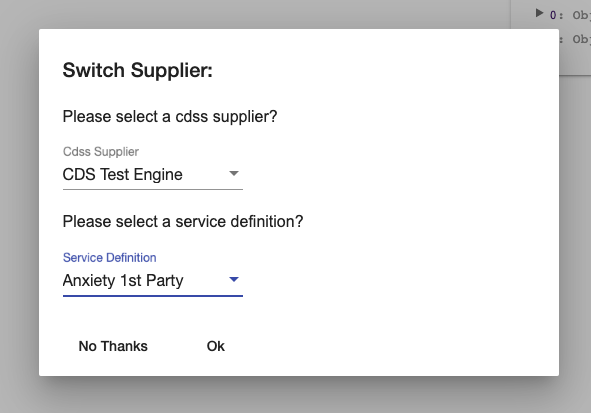 0: Obj
: Obj
Switch Supplier:
Please select a cdss supplier?
Cdss Supplier
CDS Test Engine
Please select a service definition?
Service Definition
Anxiety 1st Party
No Thanks Ok